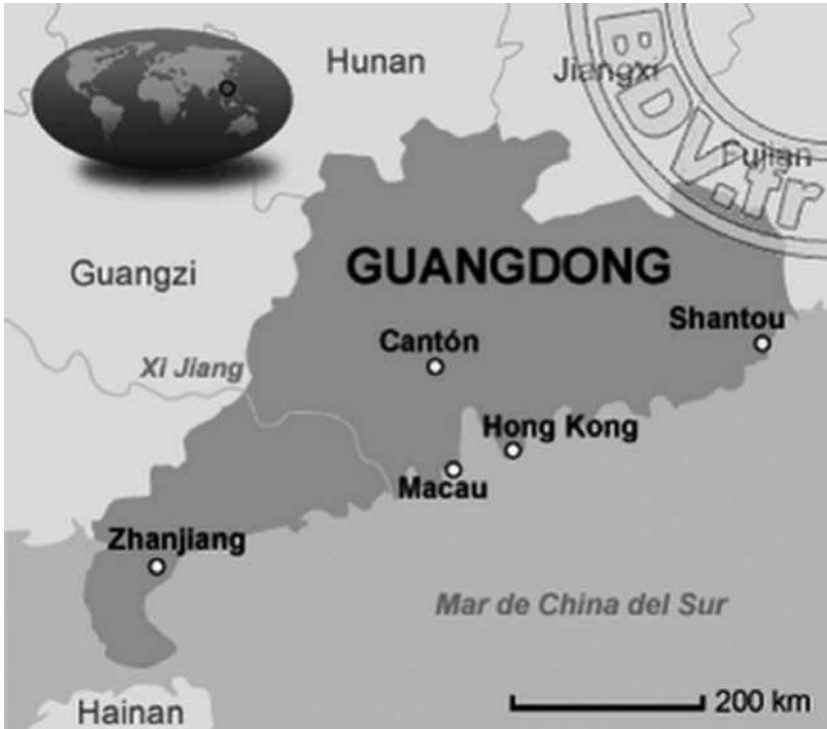 Hunan
Jiangxi
BDV.fr
Fujian
Guangzi
GUANGDONG
Shantou
Cantón
Xi Jiang
Hong Kong
Macau
Zhanjiang
Mar de China del Sur
200 km
Hainan